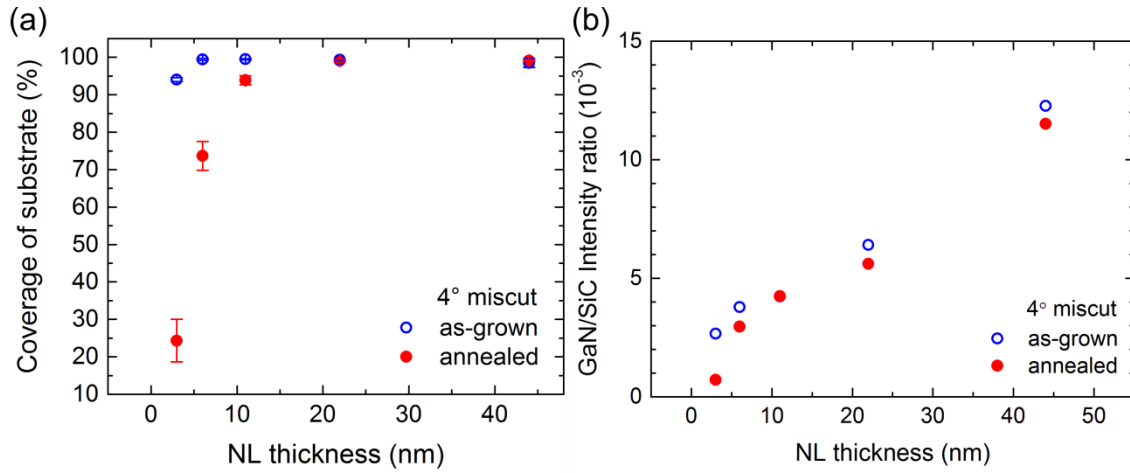 (a)
Coverage of substrate (%)
100
90
80
70
60
50
40
30
20
10
4° miscut
as-grown
annealed
0
10
20
30
40
NL thickness (nm)
(b)
GaN/SiC Intensity ratio (10⁻³)
15
10
5
0
4° miscut
as-grown
annealed
0
10
20
30
40
50
NL thickness (nm)